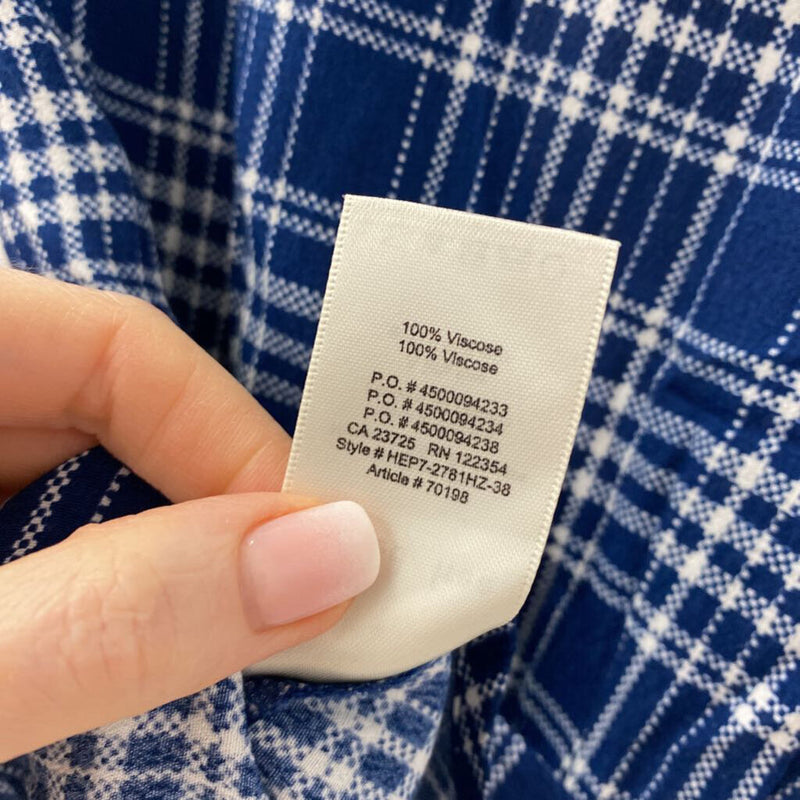 100% Viscose
100% Viscose
P.O. # 4500094233
P.O. # 4500094234
P.O. # 4500094238
CA 23725 RN 122354
Style # HEP7-2781HZ-38
Article # 70198